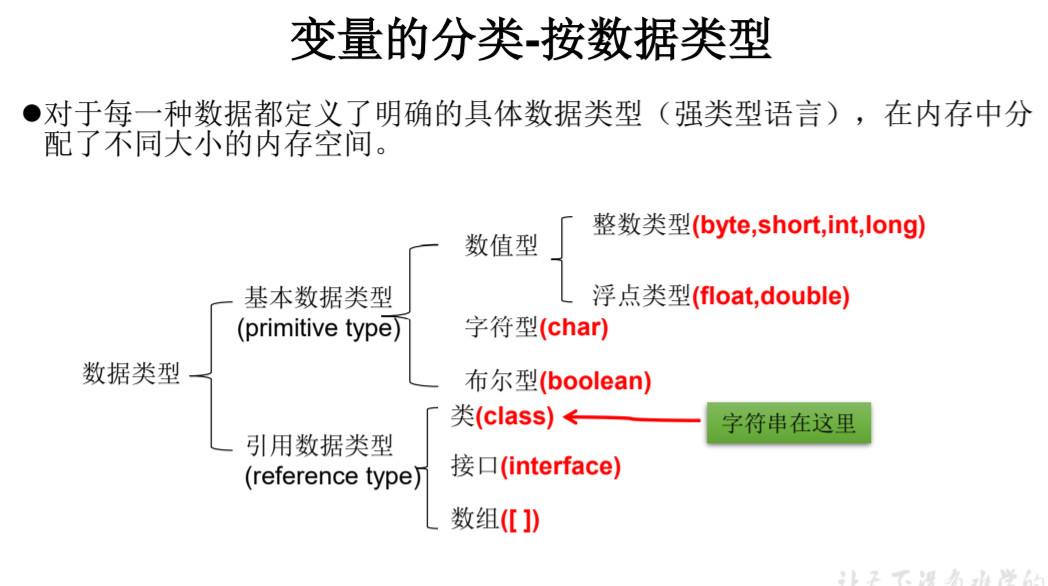 变量的分类-按数据类型
●对于每一种数据都定义了明确的具体数据类型（强类型语言），在内存中分
配了不同大小的内存空间。
整数类型(byte,short,int,long)
数值型
浮点类型(float,double)
基本数据类型
(primitive type)
字符型(char)
数据类型
布尔型(boolean)
类(class)
字符串在这里
引用数据类型
(reference type)
接口(interface)
数组([ ])